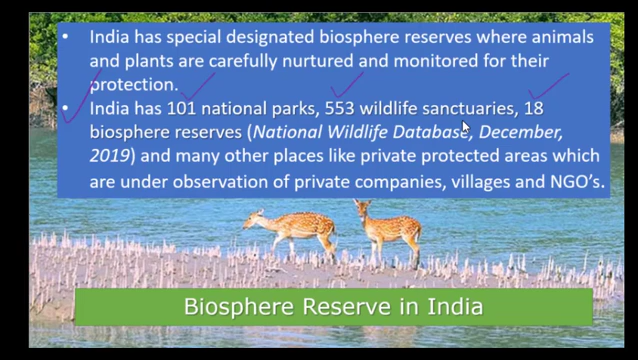 • India has special designated biosphere reserves where animals
and plants are carefully nurtured and monitored for their
protection.
• India has 101 national parks, 553 wildlife sanctuaries, 18
biosphere reserves (National Wildlife Database, December,
2019) and many other places like private protected areas which
are under observation of private companies, villages and NGO's.
Biosphere Reserve in India